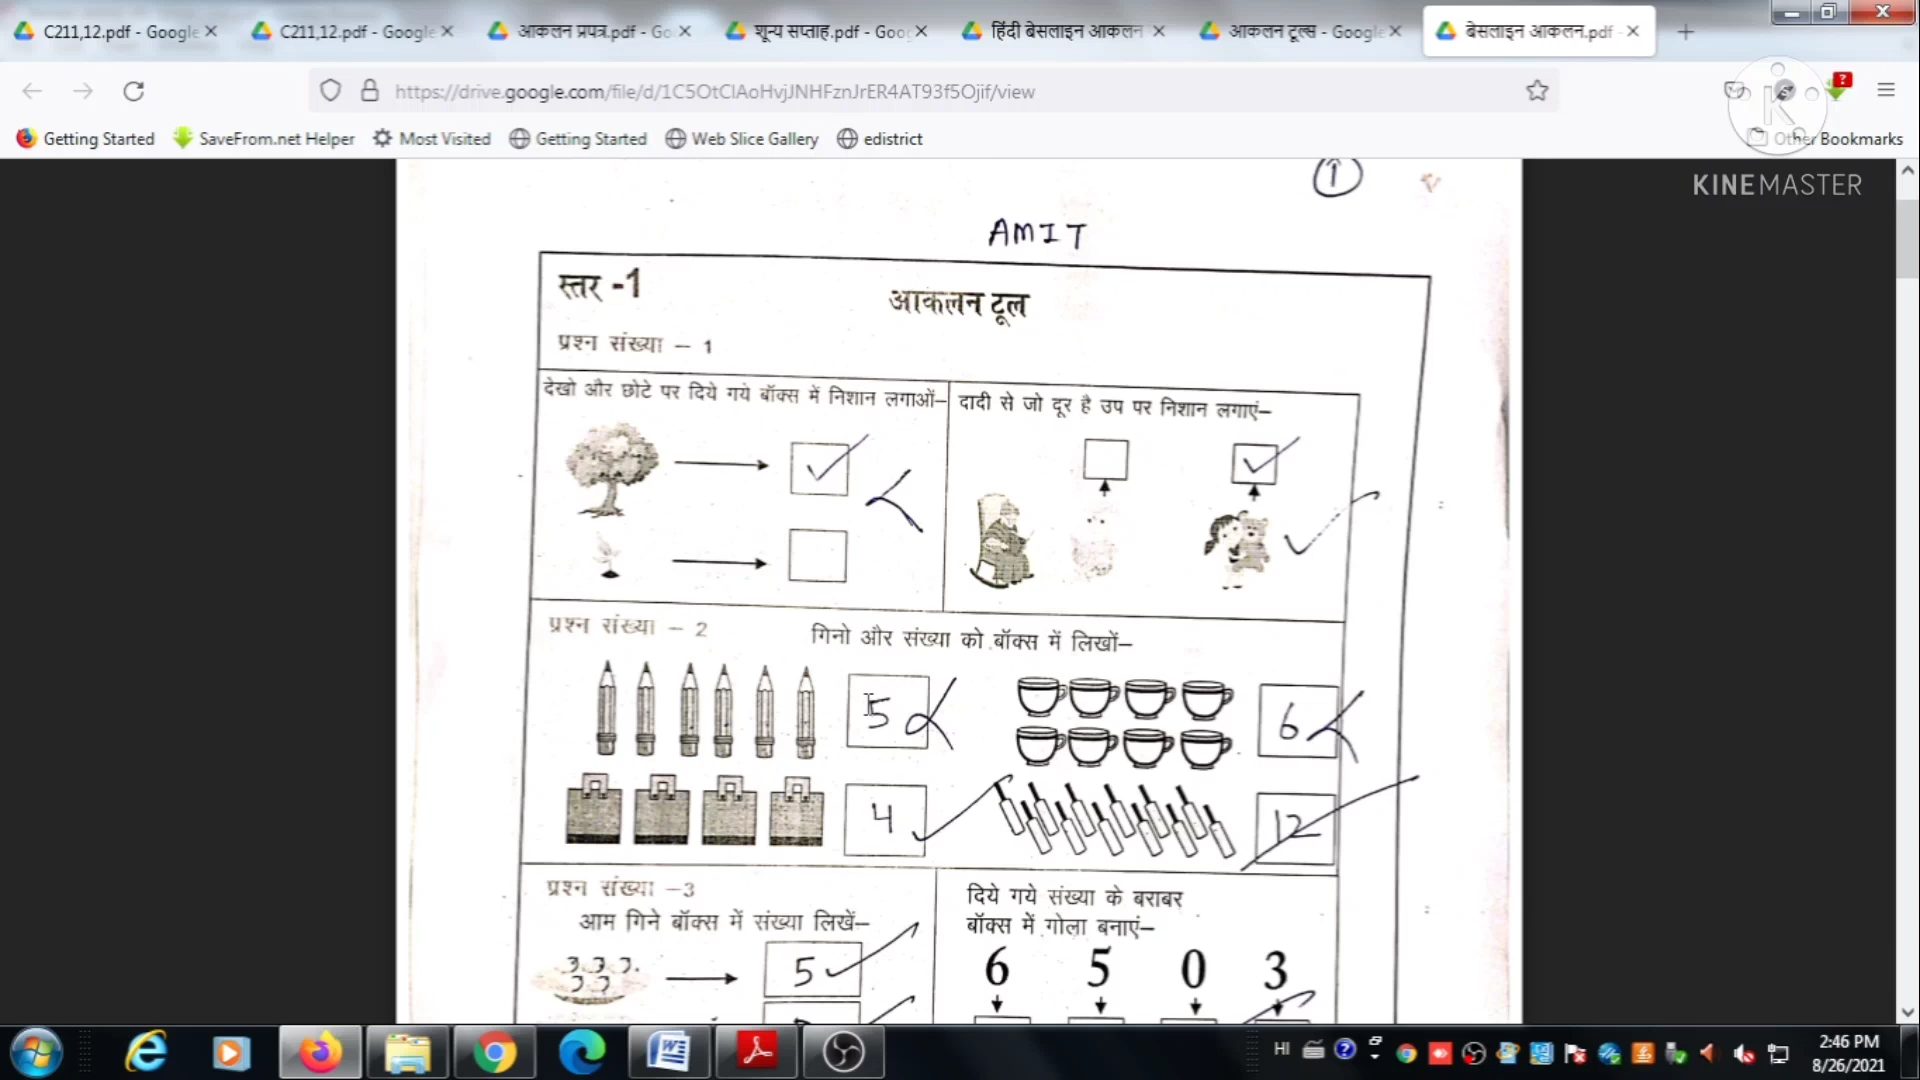 C211,12.pdf - Google
C211,12.pdf - Google
आकलन प्रपत्र.pdf - Go
शून्य सप्ताह.pdf - Goo
हिंदी बेसलाइन आकलन
आकलन टूल्स - Google
बेसलाइन आकलन.pdf -
https://drive.google.com/file/d/1C5OtClAoHvjJNHFznJrER4AT93f5Ojif/view
Getting Started
SaveFrom.net Helper
Most Visited
Getting Started
Web Slice Gallery
edistrict
Other Bookmarks
K
KINEMASTER
1
AMIT
स्तर -1
आकलन टूल
प्रश्न संख्या – 1
देखो और छोटे पर दिये गये बॉक्स में निशान लगाओं–
दादी से जो दूर है उप पर निशान लगाएं–
प्रश्न संख्या – 2
गिनो और संख्या को बॉक्स में लिखों–
5
6
4
12
प्रश्न संख्या –3
आम गिने बॉक्स में संख्या लिखें–
5
दिये गये संख्या के बराबर
बॉक्स में गोला बनाएं–
6 5 0 3
HI
2:46 PM
8/26/2021